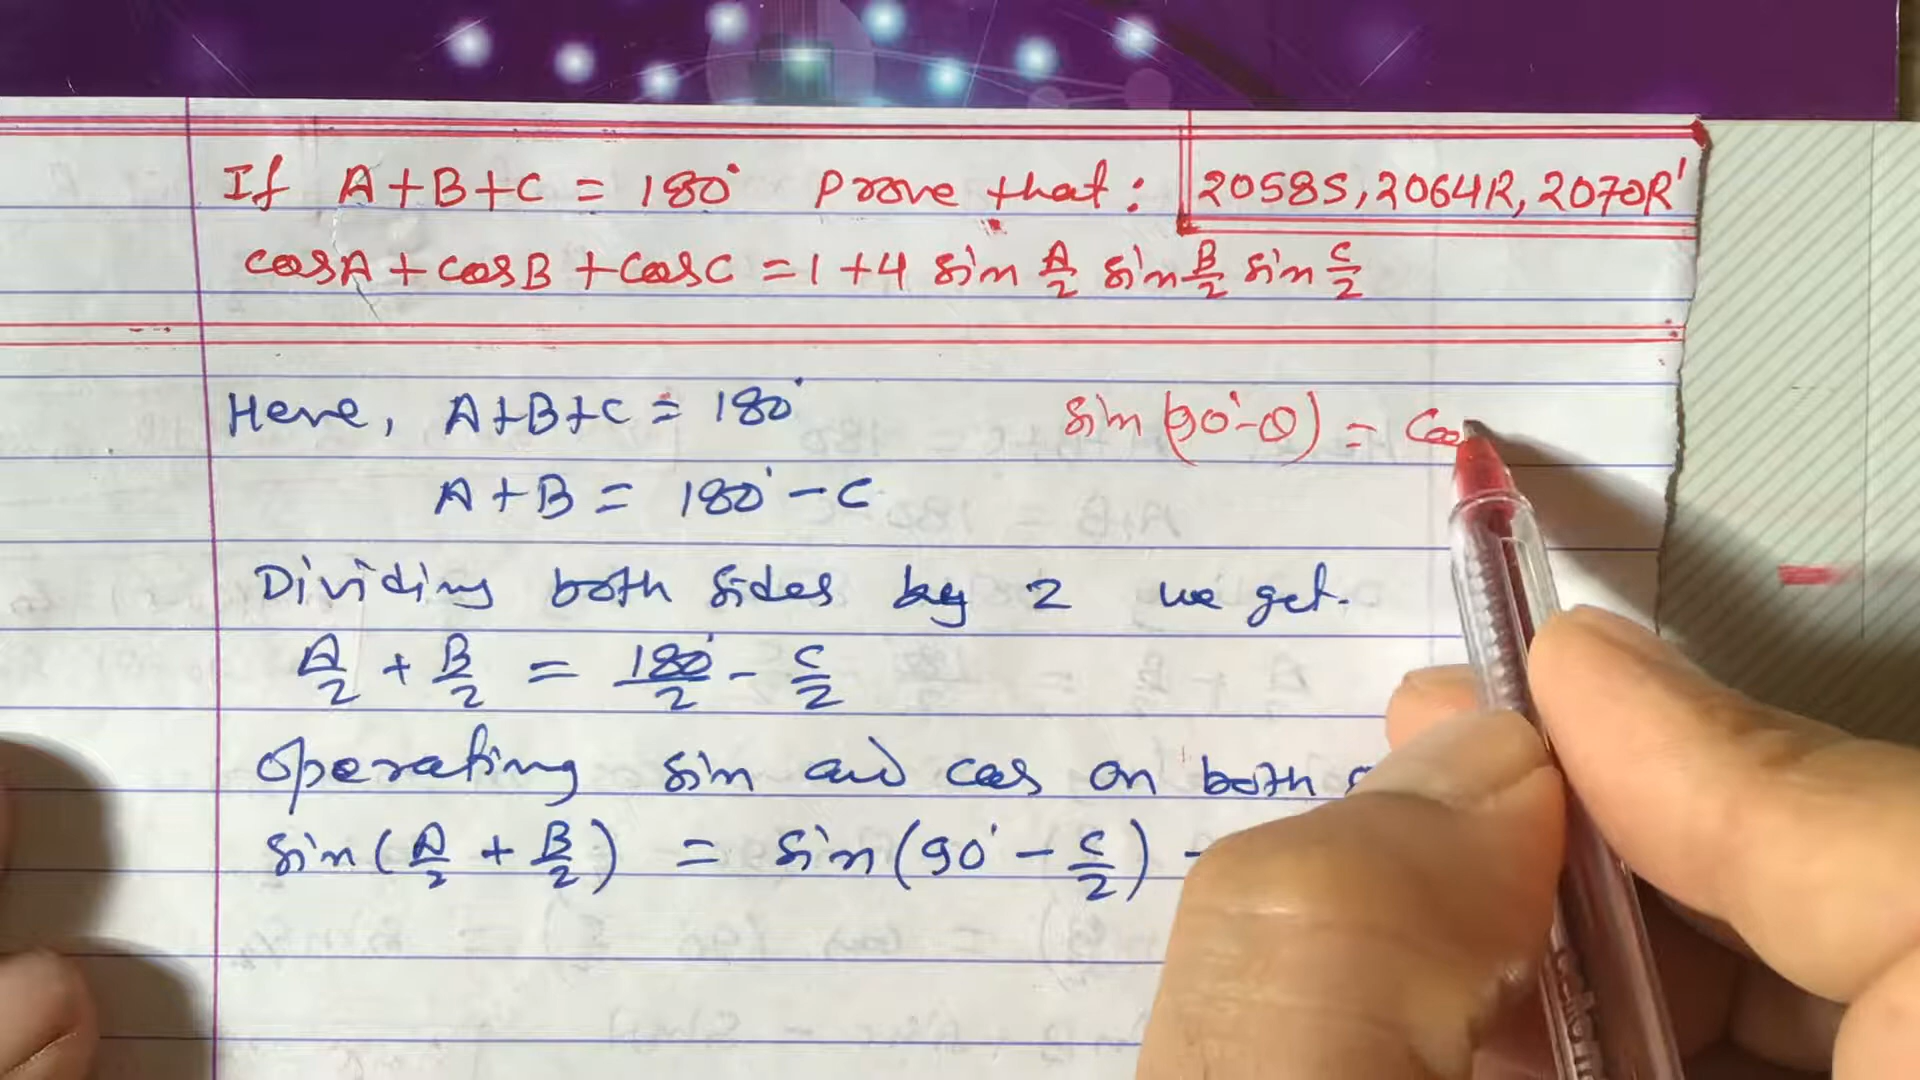 If A+B+C = 180° Prove that: 2058S, 2064R, 2070R'
cosA + cosB + cosC = 1 + 4 sin A/2 sin B/2 sin C/2
Here, A+B+C = 180° sin(90°-θ) = Cos
A+B = 180° - C
Dividing both sides by 2 we get.
A/2 + B/2 = 180°/2 - C/2
Operating sin and cos on both
sin(A/2 + B/2) = sin(90° - C/2)